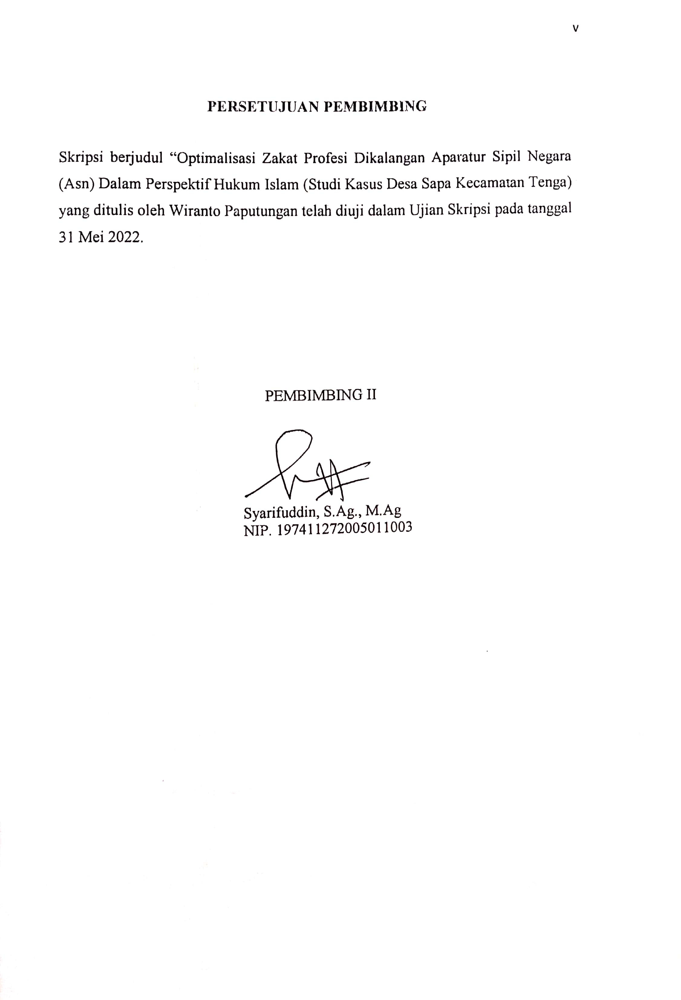 v
PERSETUJUAN PEMBIMBING
Skripsi berjudul “Optimalisasi Zakat Profesi Dikalangan Aparatur Sipil Negara
(Asn) Dalam Perspektif Hukum Islam (Studi Kasus Desa Sapa Kecamatan Tenga)
yang ditulis oleh Wiranto Paputungan telah diuji dalam Ujian Skripsi pada tanggal
31 Mei 2022.
PEMBIMBING II
Syarifuddin, S.Ag., M.Ag
NIP. 197411272005011003